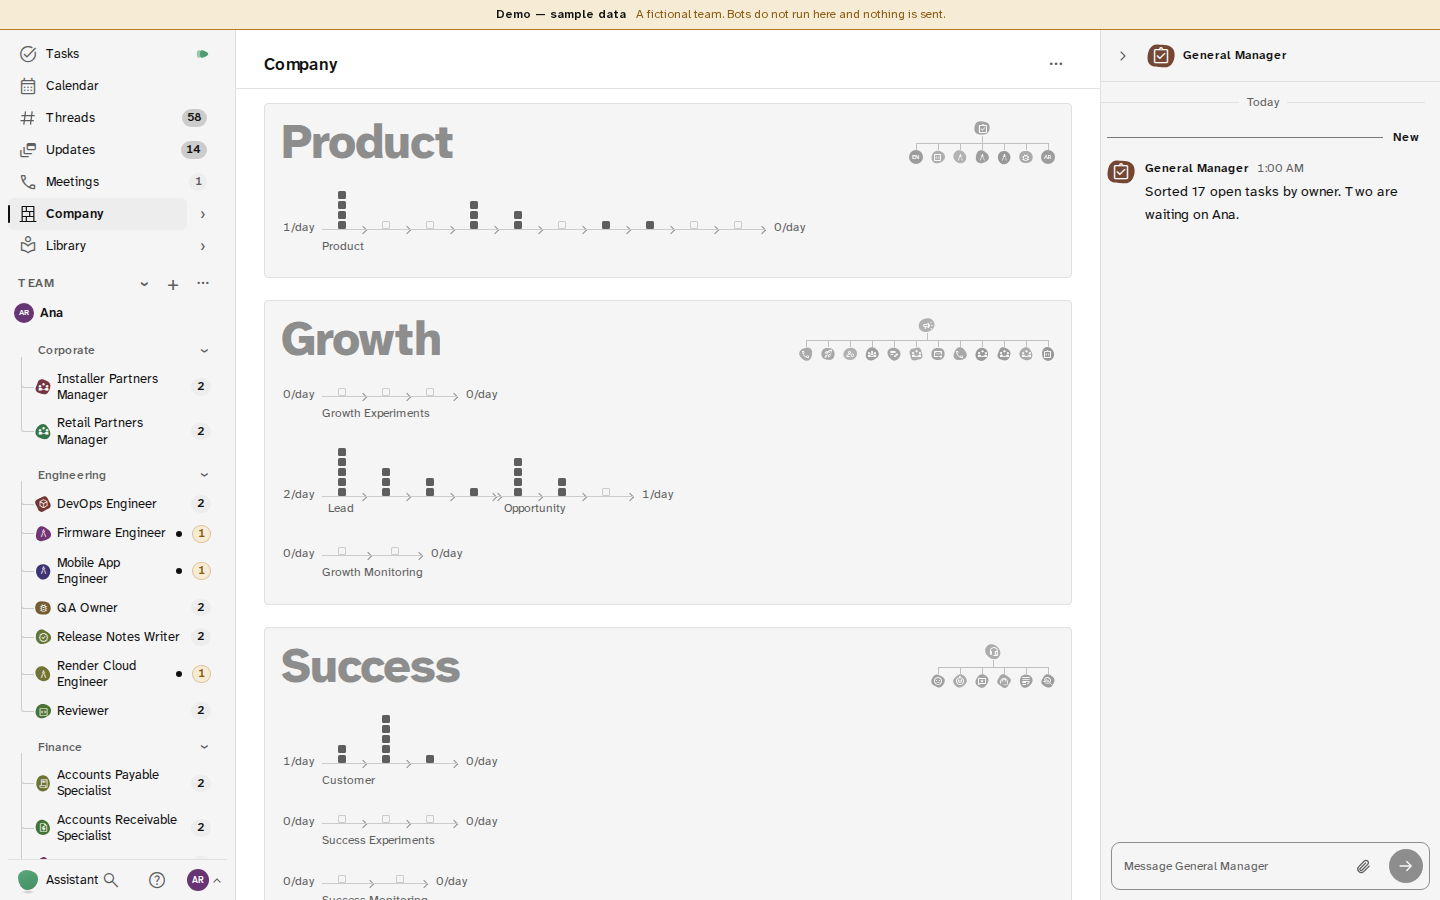 Demo — sample data A fictional team. Bots do not run here and nothing is sent.
Tasks
Calendar
Threads 58
Updates 14
Meetings 1
Company
Library
TEAM
AR Ana
Corporate
Installer Partners
Manager
2
Retail Partners
Manager
2
Engineering
DevOps Engineer 2
Firmware Engineer 1
Mobile App
Engineer
1
QA Owner 2
Release Notes Writer 2
Render Cloud
Engineer
1
Reviewer 2
Finance
Accounts Payable
Specialist
2
Accounts Receivable
Specialist
2
Assistant
AR
Company
Product
EN
AR
1/day
0/day
Product
Growth
0/day
0/day
Growth Experiments
2/day
1/day
Lead
Opportunity
0/day
0/day
Growth Monitoring
Success
1/day
0/day
Customer
0/day
0/day
Success Experiments
0/day
0/day
Success Monitoring
General Manager
Today
New
General Manager 1:00 AM
Sorted 17 open tasks by owner. Two are
waiting on Ana.
Message General Manager